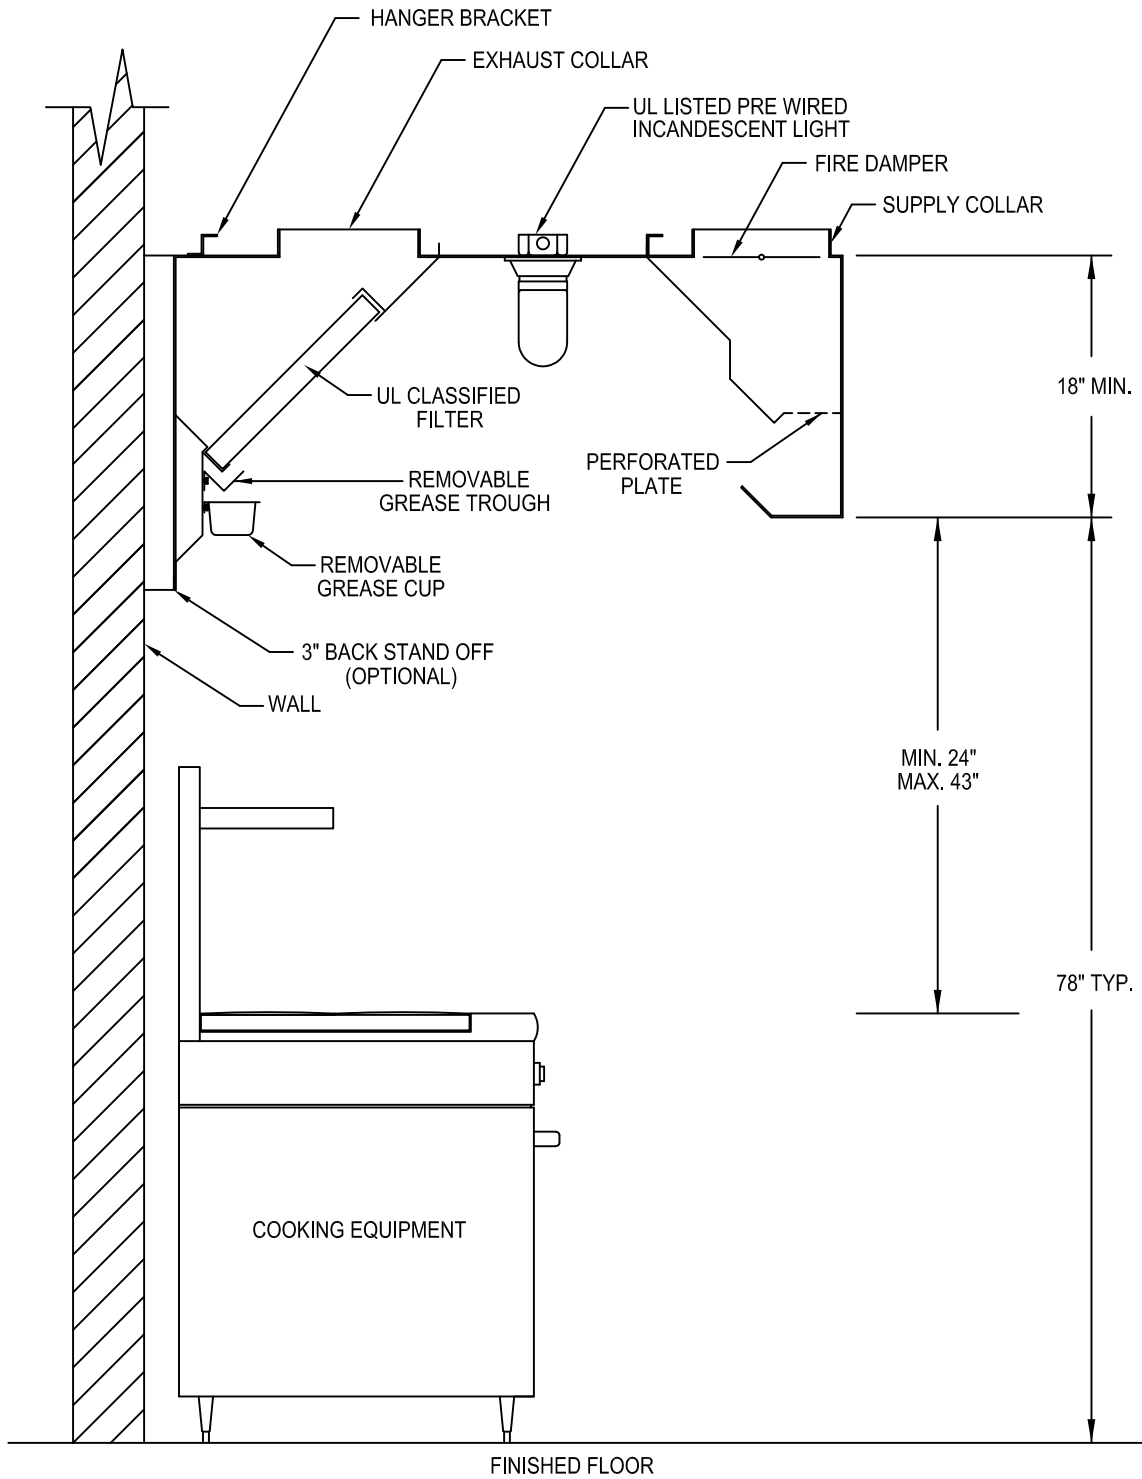 HANGER BRACKET
EXHAUST COLLAR
UL LISTED PRE WIRED
INCANDESCENT LIGHT
FIRE DAMPER
SUPPLY COLLAR
18" MIN.
UL CLASSIFIED
FILTER
PERFORATED
PLATE
REMOVABLE
GREASE TROUGH
REMOVABLE
GREASE CUP
3" BACK STAND OFF
(OPTIONAL)
WALL
MIN. 24"
MAX. 43"
78" TYP.
COOKING EQUIPMENT
FINISHED FLOOR